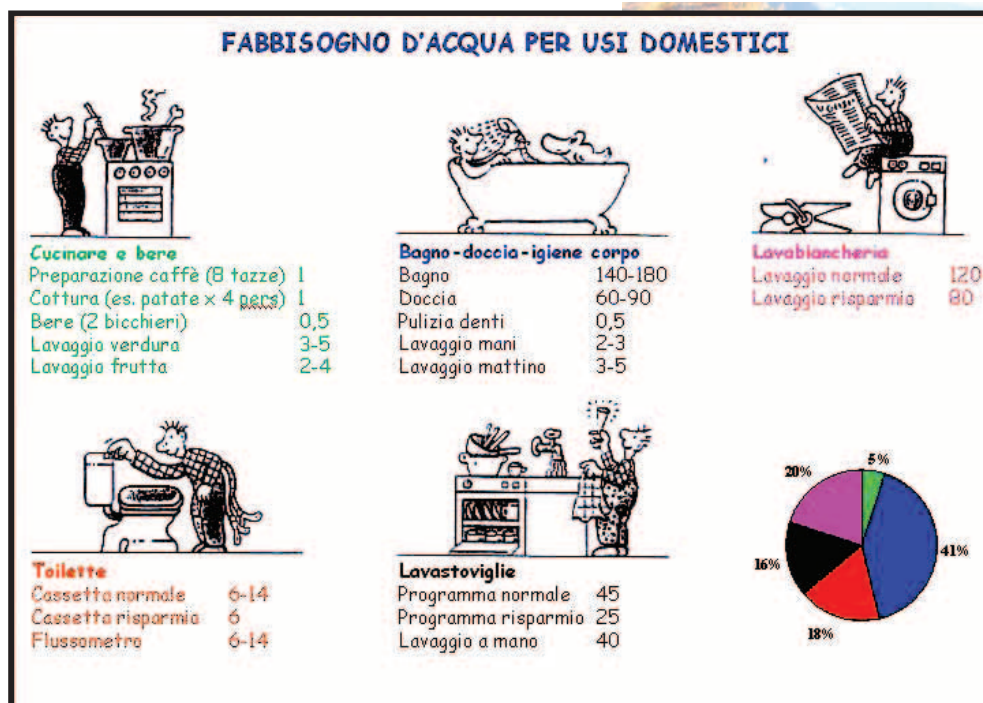 FABBISOGNO D'ACQUA PER USI DOMESTICI
Cucinare e bere
Preparazione caffè (8 tazze) 1
Cottura (es. patate x 4 pers) 1
Bere (2 bicchieri) 0,5
Lavaggio verdura 3-5
Lavaggio frutta 2-4
Bagno-doccia-igiene corpo
Bagno 140-180
Doccia 60-90
Pulizia denti 0,5
Lavaggio mani 2-3
Lavaggio mattino 3-5
Lavabiancheria
Lavaggio normale 120
Lavaggio risparmio 80
Toilette
Cassetta normale 6-14
Cassetta risparmio 6
Flussometro 6-14
Lavastoviglie
Programma normale 45
Programma risparmio 25
Lavaggio a mano 40
5%
20%
41%
16%
18%